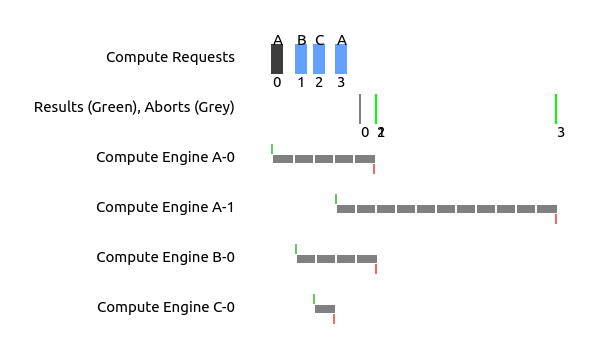 A B C A
Compute Requests
0 1 2 3
Results (Green), Aborts (Grey)
0 1 2 3
Compute Engine A-0
Compute Engine A-1
Compute Engine B-0
Compute Engine C-0